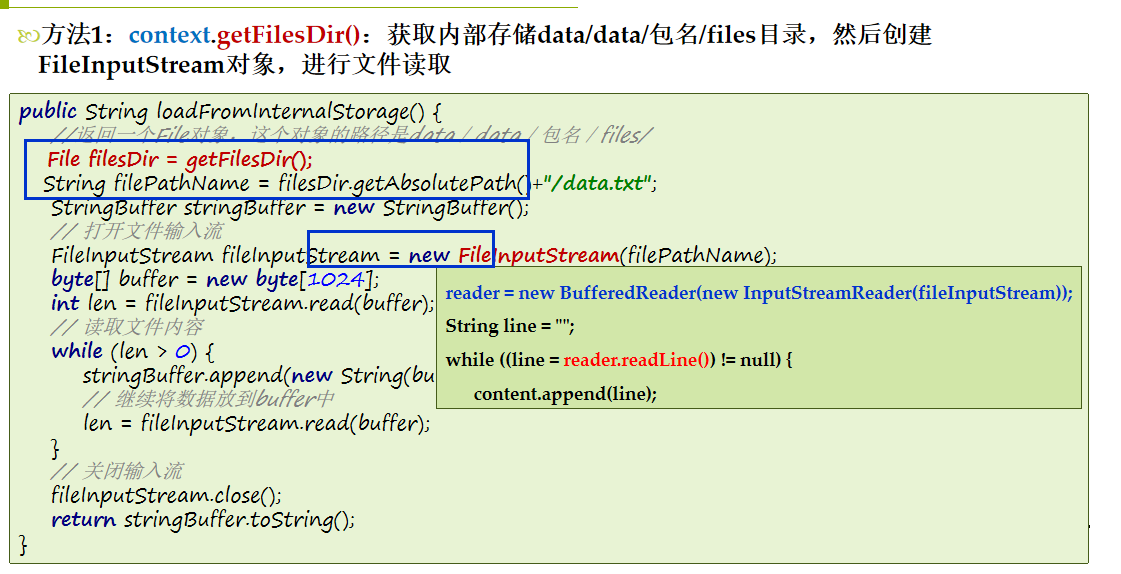 方法1：context.getFilesDir()：获取内部存储data/data/包名/files目录，然后创建
FileInputStream对象，进行文件读取
public String loadFromInternalStorage() {
//返回一个File对象，这个对象的路径是data / data / 包名 / files/
File filesDir = getFilesDir();
String filePathName = filesDir.getAbsolutePath()+"/data.txt";
StringBuffer stringBuffer = new StringBuffer();
// 打开文件输入流
FileInputStream fileInputStream = new FileInputStream(filePathName);
byte[] buffer = new byte[1024];
int len = fileInputStream.read(buffer);
// 读取文件内容
while (len > 0) {
stringBuffer.append(new String(bu
// 继续将数据放到buffer中
len = fileInputStream.read(buffer);
}
// 关闭输入流
fileInputStream.close();
return stringBuffer.toString();
}
reader = new BufferedReader(new InputStreamReader(fileInputStream));
String line = "";
while ((line = reader.readLine()) != null) {
content.append(line);